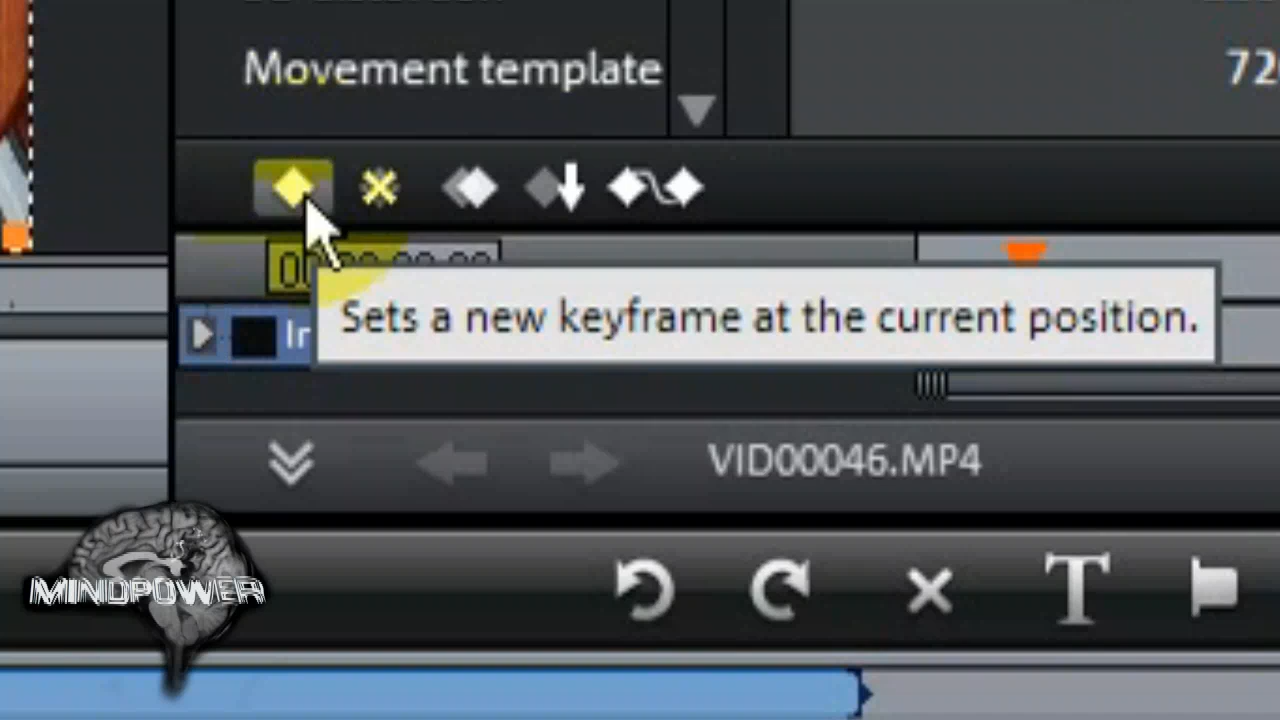 Movement template
72
Sets a new keyframe at the current position.
VID00046.MP4
MINDPOWER
T